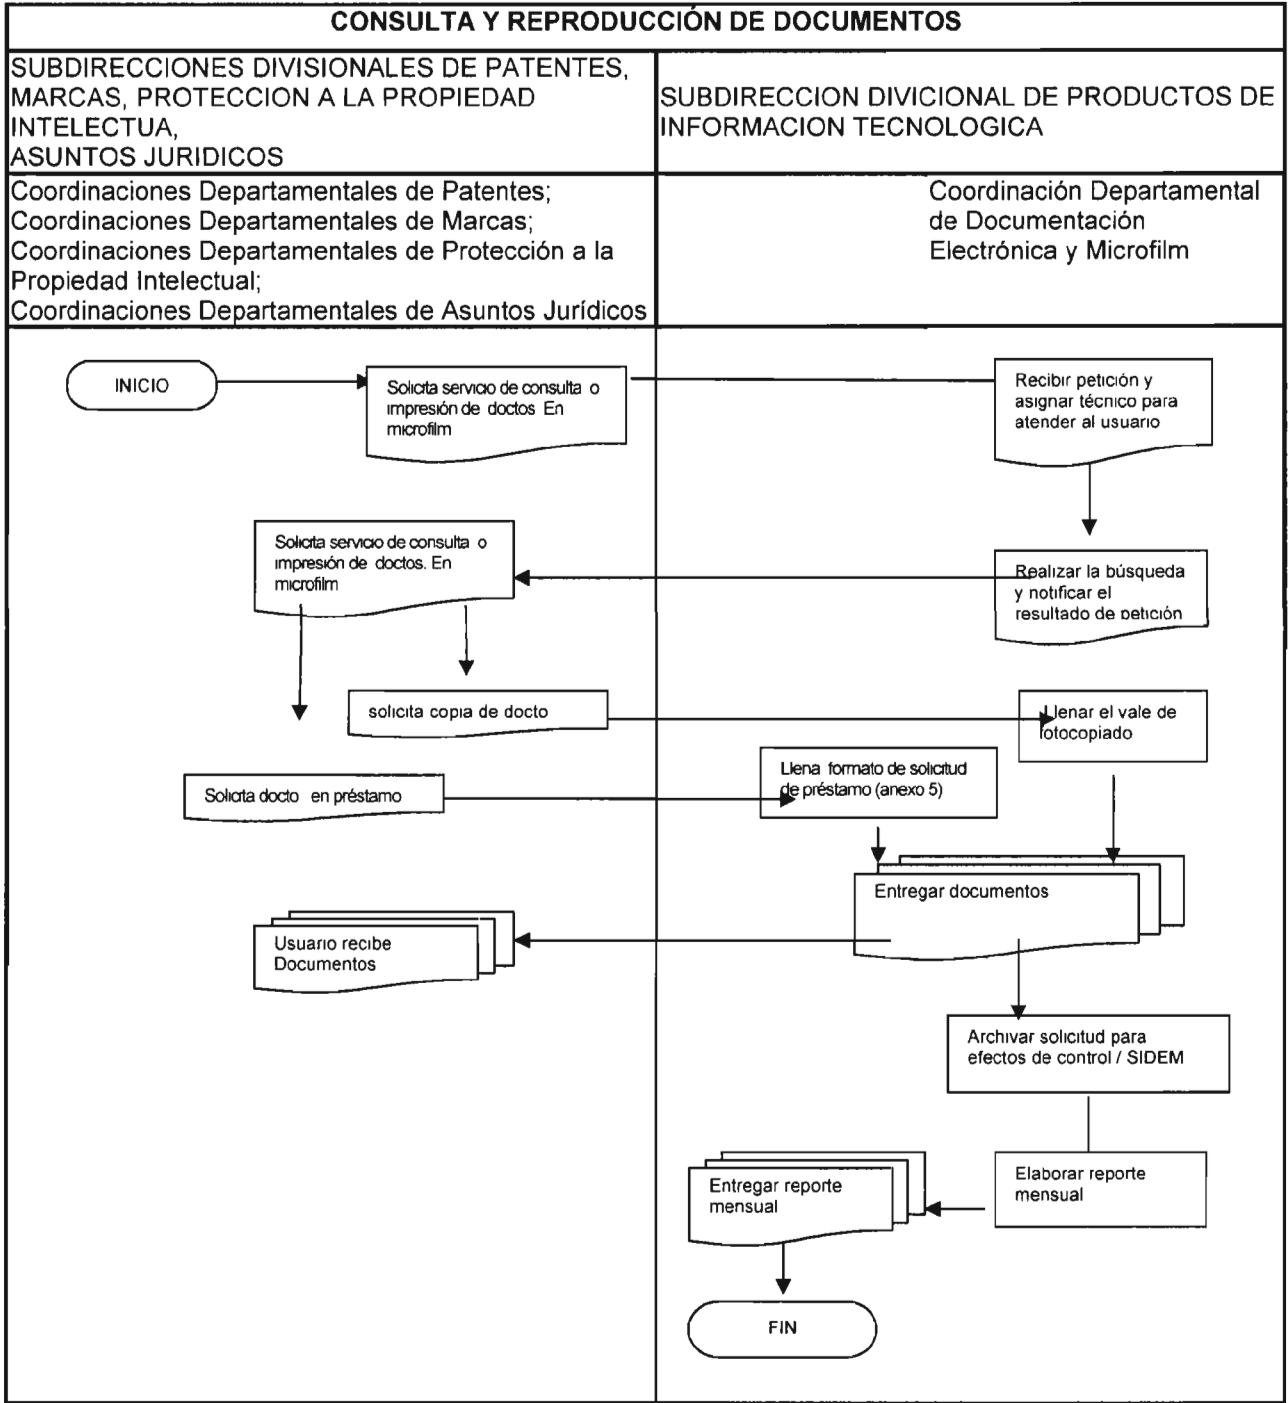 CONSULTA Y REPRODUCCIÓN DE DOCUMENTOS
SUBDIRECCIONES DIVISIONALES DE PATENTES,
MARCAS, PROTECCION A LA PROPIEDAD
INTELECTUA,
ASUNTOS JURIDICOS
SUBDIRECCION DIVICIONAL DE PRODUCTOS DE
INFORMACION TECNOLOGICA
Coordinaciones Departamentales de Patentes;
Coordinaciones Departamentales de Marcas;
Coordinaciones Departamentales de Protección a la
Propiedad Intelectual;
Coordinaciones Departamentales de Asuntos Jurídicos
Coordinación Departamental
de Documentación
Electrónica y Microfilm
INICIO
Solicita servicio de consulta o
impresión de doctos En
microfilm
Recibir petición y
asignar técnico para
atender al usuario
Solicita servicio de consulta o
impresión de doctos. En
microfilm
Realizar la búsqueda
y notificar el
resultado de petición
solicita copia de docto
Llenar el vale de
fotocopiado
Solicita docto en préstamo
Llena formato de solicitud
de préstamo (anexo 5)
Entregar documentos
Usuario recibe
Documentos
Archivar solicitud para
efectos de control / SIDEM
Elaborar reporte
mensual
Entregar reporte
mensual
FIN